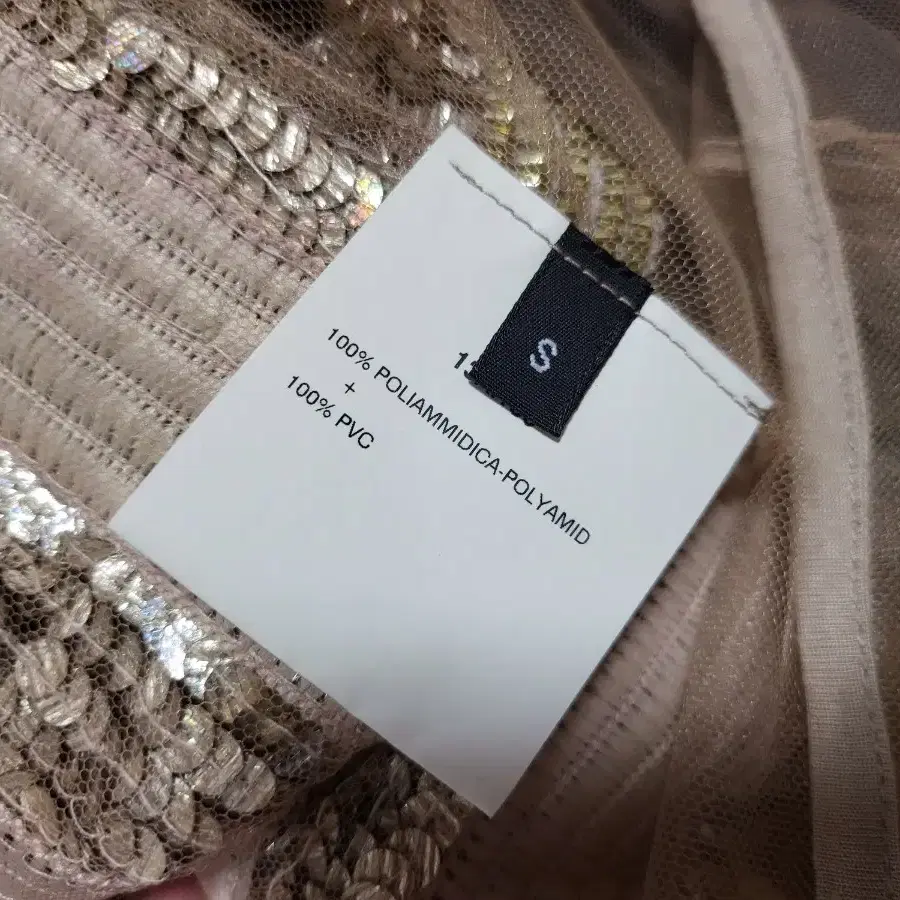 S
100% POLIAMMIDICA-POLYAMID
+
100% PVC